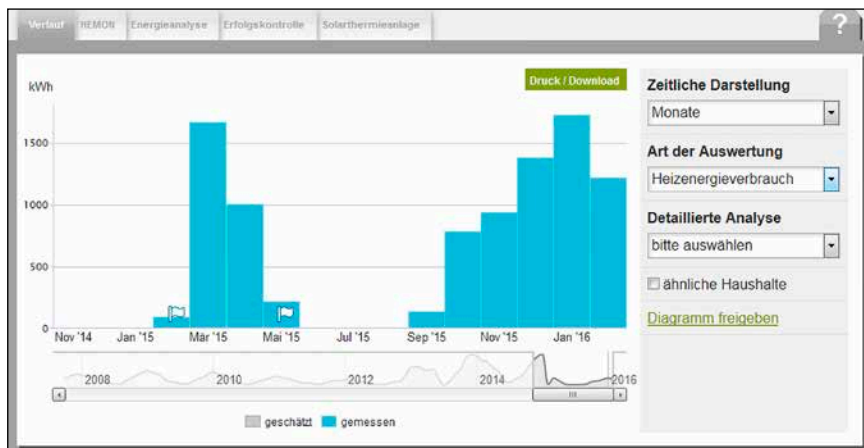 Verlauf HEMON Energieanalyse Erfolgskontrolle Solarthermieanlage ?
Druck / Download
kWh
1500
1000
500
0
Nov '14 Jan '15 Mär '15 Mai '15 Jul '15 Sep '15 Nov '15 Jan '16
2008 2010 2012 2014 2016
geschätzt gemessen
Zeitliche Darstellung
Monate
Art der Auswertung
Heizenergieverbrauch
Detaillierte Analyse
bitte auswählen
ähnliche Haushalte
Diagramm freigeben